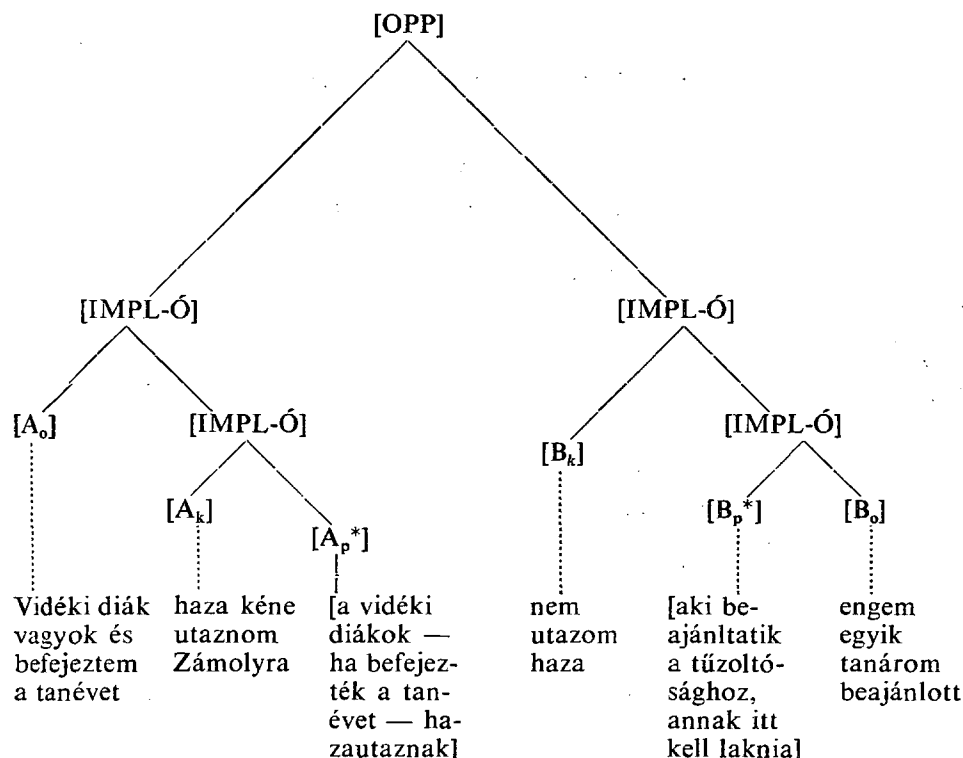 [OPP]
[IMPL-Ó] [IMPL-Ó]
[Aₒ] [IMPL-Ó] [Bₖ] [IMPL-Ó]
[Aₖ] [Aₚ*] [Bₚ*] [Bₒ]
Vidéki diák
vagyok és
befejeztem
a tanévet
haza kéne
utaznom
Zámolyra
[a vidéki
diákok —
ha befejez-
ték a tan-
évet — ha-
zautaznak]
nem
utazom
haza
[aki be-
ajánltatik
a tűzoltó-
sághoz,
annak itt
kell laknia]
engem
egyik
tanárom
beajánlott